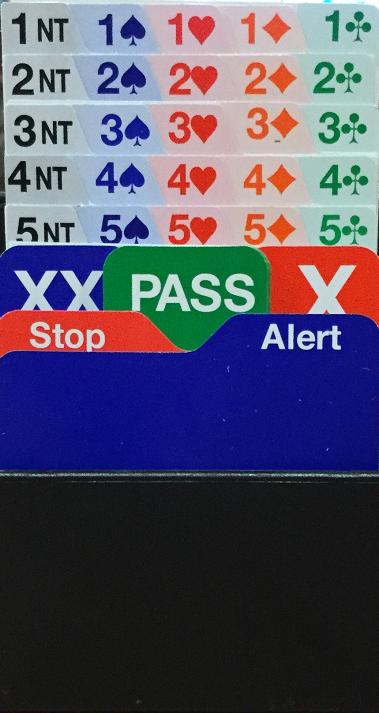 1NT 1♠ 1♥ 1♦ 1♣
2NT 2♠ 2♥ 2♦ 2♣
3NT 3♠ 3♥ 3♦ 3♣
4NT 4♠ 4♥ 4♦ 4♣
5NT 5♠ 5♥ 5♦ 5♣
XX PASS X
Stop Alert